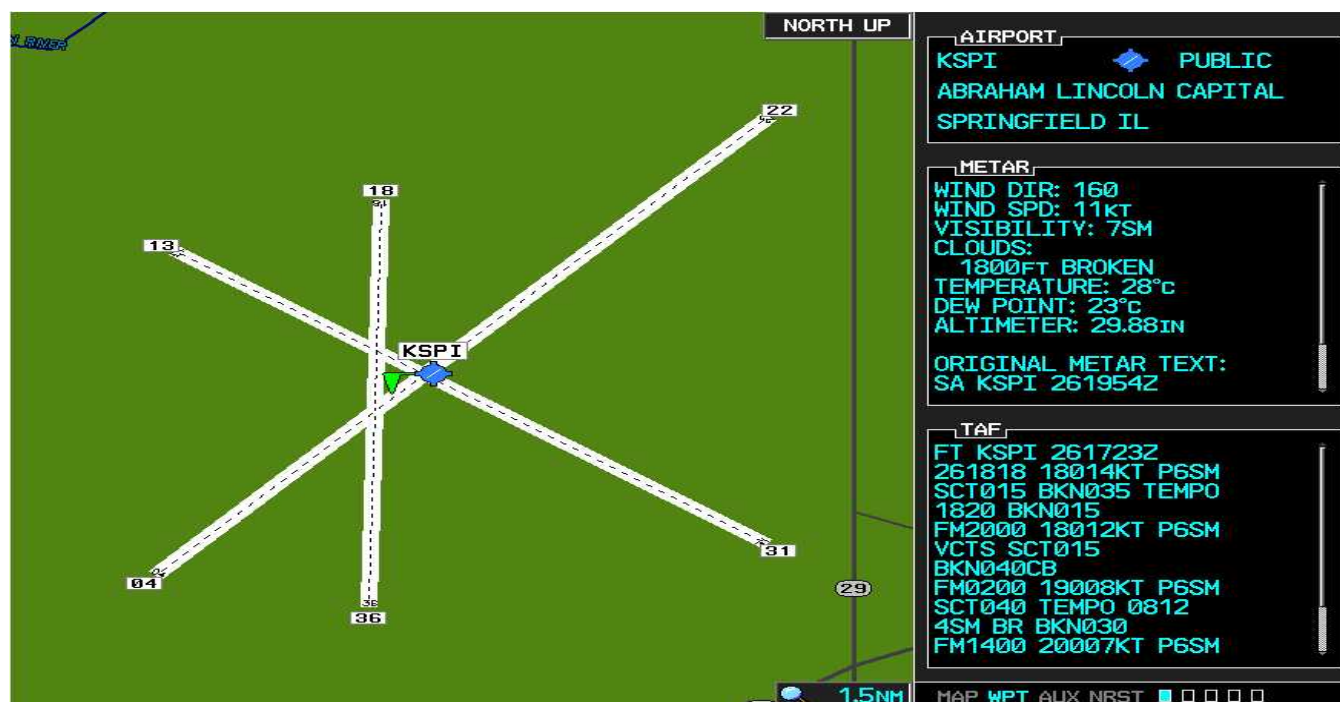 N RIVER
NORTH UP
22
18
13
KSPI
31
04
36
29
1.5NM
AIRPORT
KSPI PUBLIC
ABRAHAM LINCOLN CAPITAL
SPRINGFIELD IL
METAR
WIND DIR: 160
WIND SPD: 11KT
VISIBILITY: 7SM
CLOUDS:
1800FT BROKEN
TEMPERATURE: 28°C
DEW POINT: 23°C
ALTIMETER: 29.88IN
ORIGINAL METAR TEXT:
SA KSPI 261954Z
TAF
FT KSPI 261723Z
261818 18014KT P6SM
SCT015 BKN035 TEMPO
1820 BKN015
FM2000 18012KT P6SM
VCTS SCT015
BKN040CB
FM0200 19008KT P6SM
SCT040 TEMPO 0812
4SM BR BKN030
FM1400 20007KT P6SM
MAP WPT AUX NRST